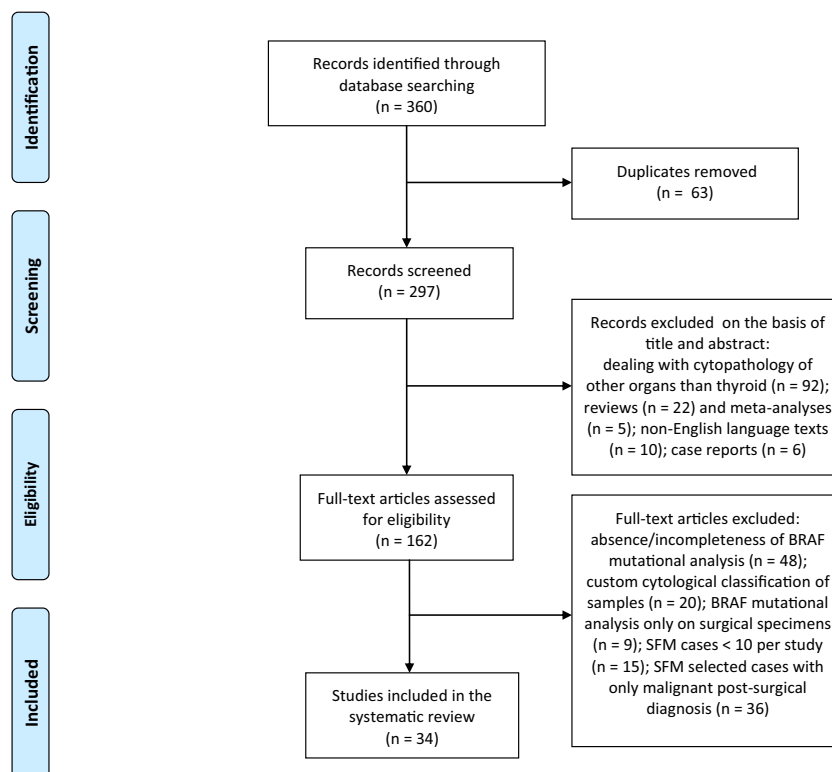 Identification
Records identified through
database searching
(n = 360)
Duplicates removed
(n =  63)
Screening
Records screened
(n = 297)
Records excluded  on the basis of
title and abstract:
dealing with cytopathology of
other organs than thyroid (n = 92);
reviews (n = 22) and meta-analyses
(n = 5); non-English language texts
(n = 10); case reports (n = 6)
Eligibility
Full-text articles assessed
for eligibility
(n = 162)
Full-text articles excluded:
absence/incompleteness of BRAF
mutational analysis (n = 48);
custom cytological classification of
samples (n = 20); BRAF mutational
analysis only on surgical specimens
(n = 9); SFM cases < 10 per study
(n = 15); SFM selected cases with
only malignant post-surgical
diagnosis (n = 36)
Included
Studies included in the
systematic review
(n = 34)